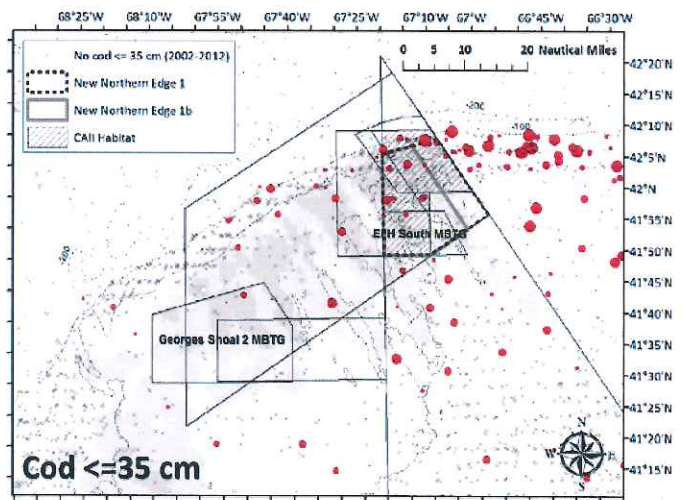 68°25'W 68°10'W 67°55'W 67°40'W 67°25'W 67°10'W 67°W 66°45'W 66°30'W
No cod <= 35 cm (2002-2012)
New Northern Edge 1
New Northern Edge 1b
CAII Habitat
0 5 10 20 Nautical Miles
42°20'N
42°15'N
42°10'N
42°5'N
42°N
41°55'N
41°50'N
41°45'N
41°40'N
41°35'N
41°30'N
41°25'N
41°20'N
41°15'N
-200
-100
EFH South MBTG
-200
Georges Shoal 2 MBTG
Cod <=35 cm
N
W E
S